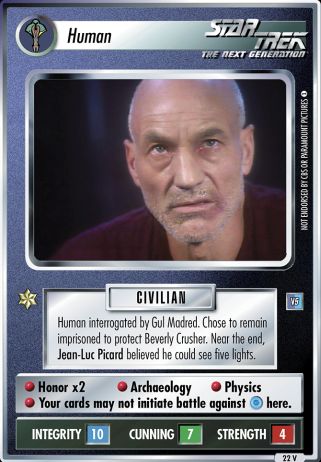 Human
STAR TREK
THE NEXT GENERATION
NOT ENDORSED BY CBS OR PARAMOUNT PICTURES
CIVILIAN
Human interrogated by Gul Madred. Chose to remain
imprisoned to protect Beverly Crusher. Near the end,
Jean-Luc Picard believed he could see five lights.
Honor x2 Archaeology Physics
Your cards may not initiate battle against here.
INTEGRITY 10 CUNNING 7 STRENGTH 4
22 V